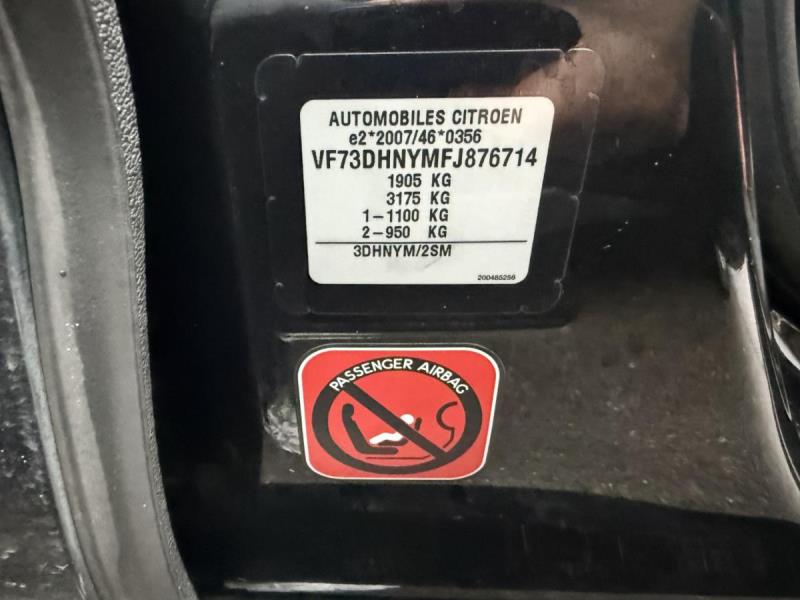 AUTOMOBILES CITROEN
e2*2007/46*0356
VF73DHNYMFJ876714
1905 KG
3175 KG
1-1100 KG
2-950 KG
3DHNYM/2SM
200485256
PASSENGER AIRBAG